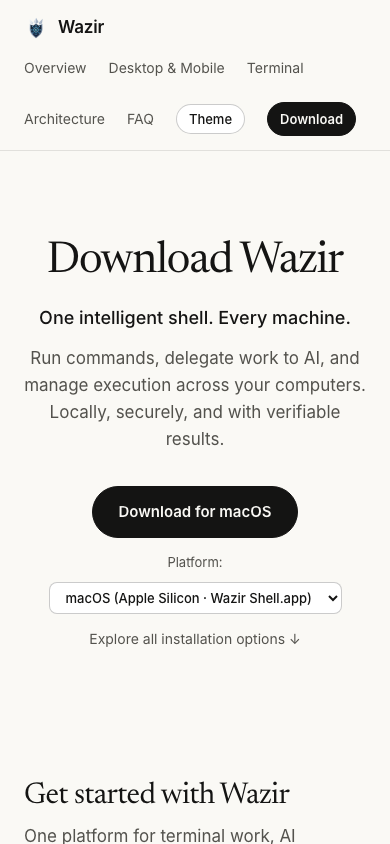 Wazir
Overview Desktop & Mobile Terminal
Architecture FAQ Theme Download
Download Wazir
One intelligent shell. Every machine.
Run commands, delegate work to AI, and
manage execution across your computers.
Locally, securely, and with verifiable
results.
Download for macOS
Platform:
macOS (Apple Silicon · Wazir Shell.app)
Explore all installation options ↓
Get started with Wazir
One platform for terminal work, AI